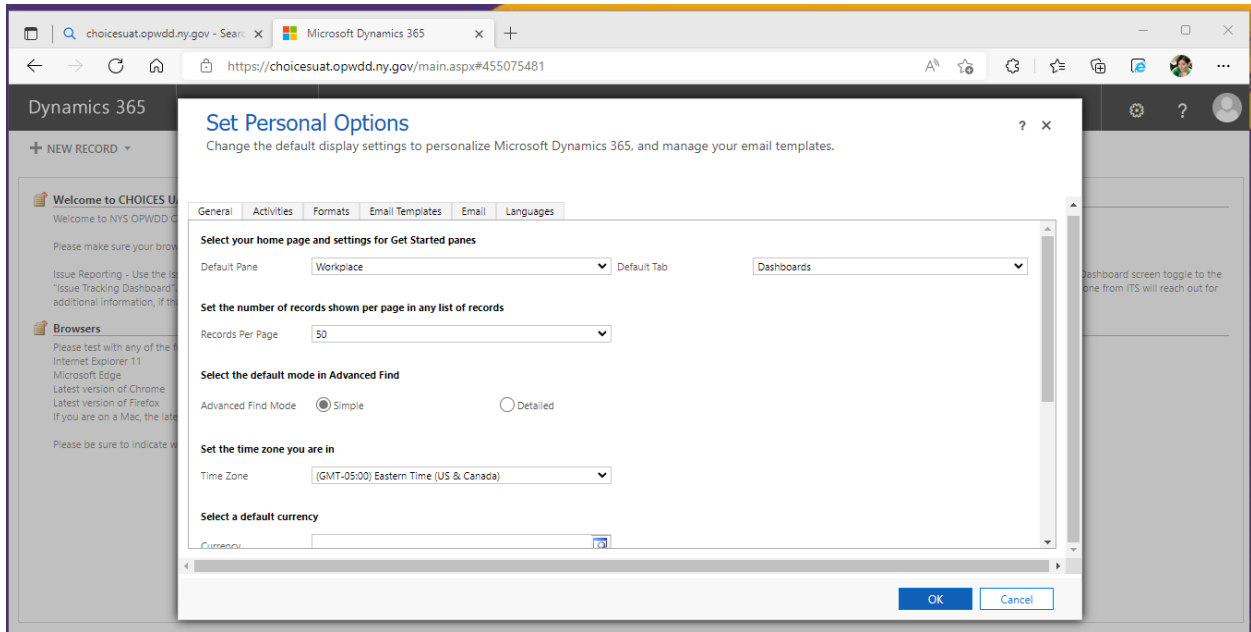 choicesuat.opwdd.ny.gov - Searc
Microsoft Dynamics 365
https://choicesuat.opwdd.ny.gov/main.aspx#455075481
Dynamics 365
NEW RECORD
Set Personal Options
Change the default display settings to personalize Microsoft Dynamics 365, and manage your email templates.
General Activities Formats Email Templates Email Languages
Select your home page and settings for Get Started panes
Default Pane Workplace Default Tab Dashboards
Set the number of records shown per page in any list of records
Records Per Page 50
Select the default mode in Advanced Find
Advanced Find Mode Simple Detailed
Set the time zone you are in
Time Zone (GMT-05:00) Eastern Time (US & Canada)
Select a default currency
Currency
OK Cancel
Welcome to CHOICES U
Welcome to NYS OPWDD C
Please make sure your brow
Issue Reporting - Use the Is
"Issue Tracking Dashboard".
additional information, if th
Dashboard screen toggle to the
one from ITS will reach out for
Browsers
Please test with any of the f
Internet Explorer 11
Microsoft Edge
Latest version of Chrome
Latest version of Firefox
If you are on a Mac, the late
Please be sure to indicate w